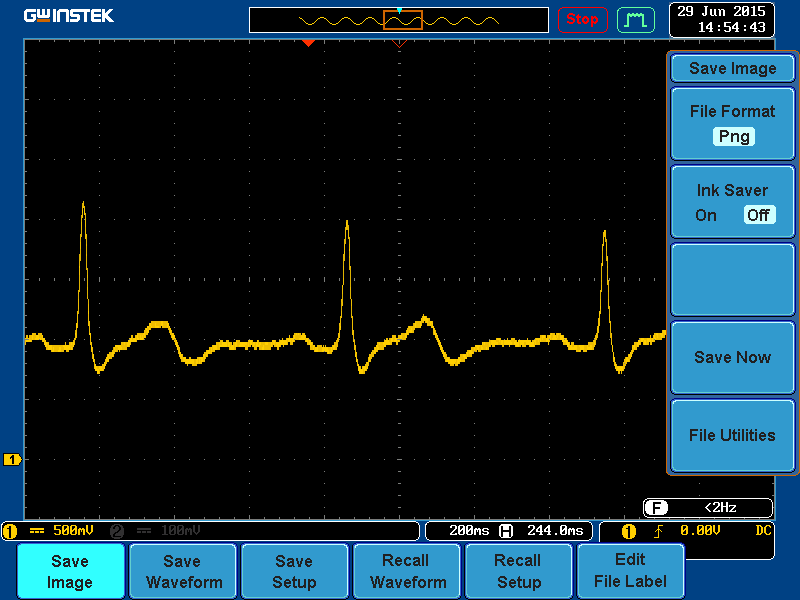 GWINSTEK
Stop
29 Jun 2015
14:54:43
Save Image
File Format
Png
Ink Saver
On Off
Save Now
File Utilities
1
F <2Hz
1 500mV 2 100mV
200ms H 244.0ms
1 0.00V DC
Save
Image
Save
Waveform
Save
Setup
Recall
Waveform
Recall
Setup
Edit
File Label